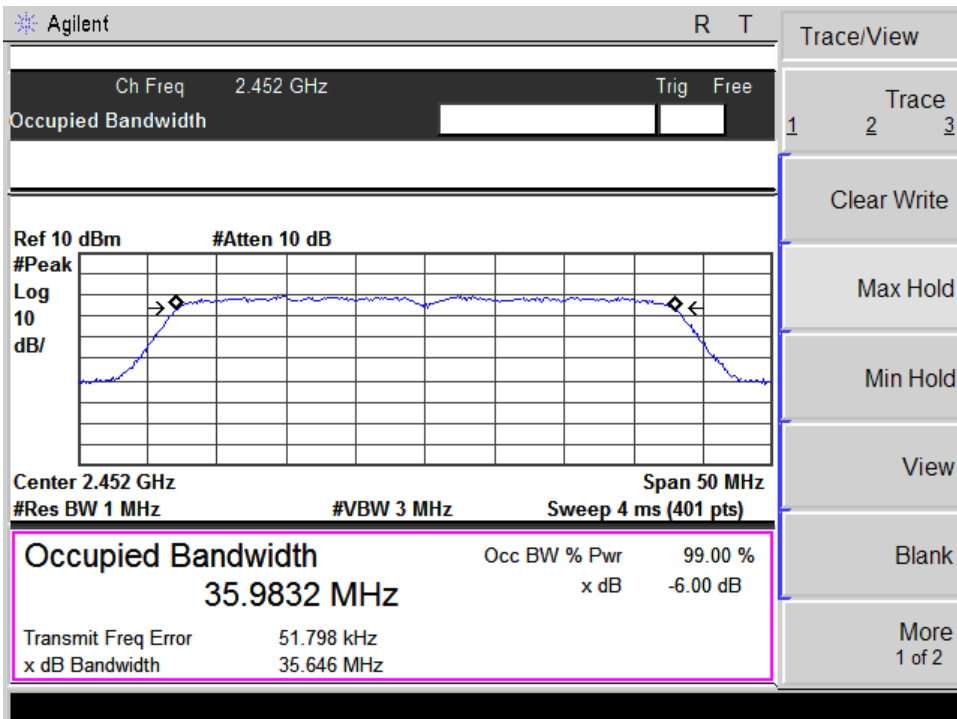 Agilent R T
Ch Freq 2.452 GHz Trig Free
Occupied Bandwidth
Ref 10 dBm #Atten 10 dB
#Peak
Log
10
dB/
Center 2.452 GHz Span 50 MHz
#Res BW 1 MHz #VBW 3 MHz Sweep 4 ms (401 pts)
Occupied Bandwidth
35.9832 MHz
Occ BW % Pwr 99.00 %
x dB -6.00 dB
Transmit Freq Error 51.798 kHz
x dB Bandwidth 35.646 MHz
Trace/View
Trace
1 2 3
Clear Write
Max Hold
Min Hold
View
Blank
More
1 of 2